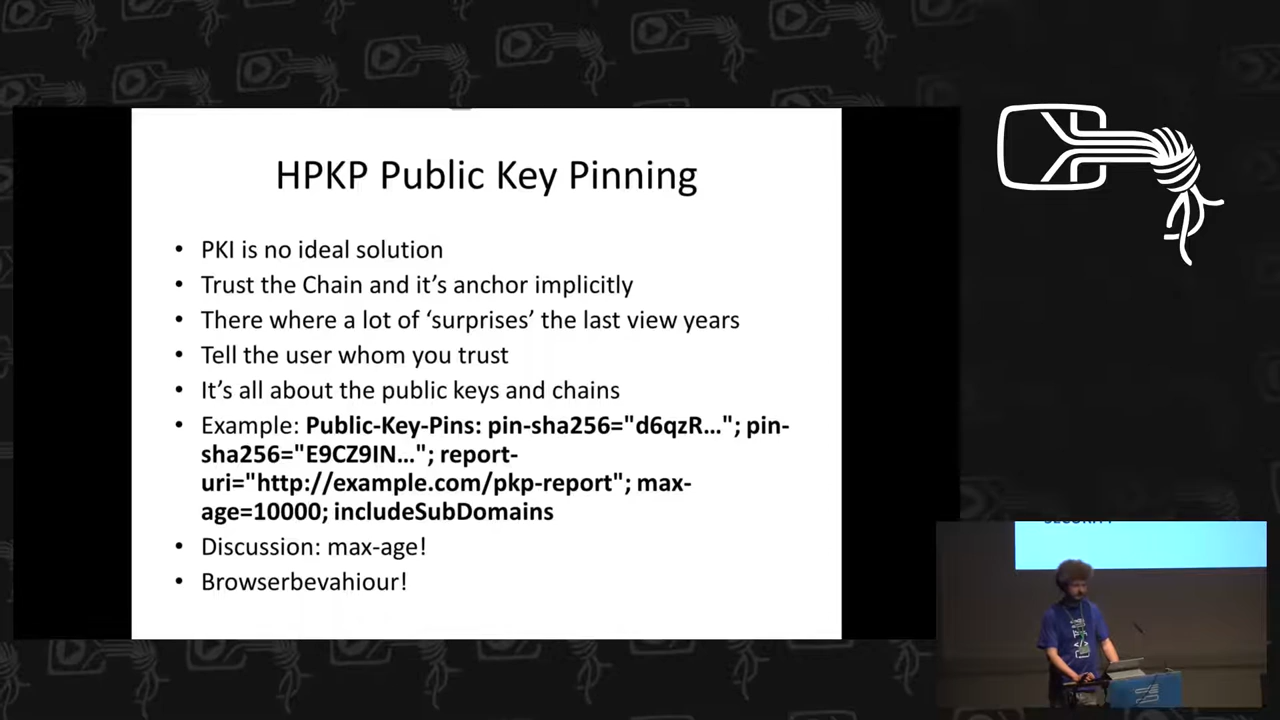 HPKP Public Key Pinning
• PKI is no ideal solution
• Trust the Chain and it's anchor implicitly
• There where a lot of 'surprises' the last view years
• Tell the user whom you trust
• It's all about the public keys and chains
• Example: Public-Key-Pins: pin-sha256="d6qzR..."; pin-
sha256="E9CZ9IN..."; report-
uri="http://example.com/pkp-report"; max-
age=10000; includeSubDomains
• Discussion: max-age!
• Browserbevahiour!